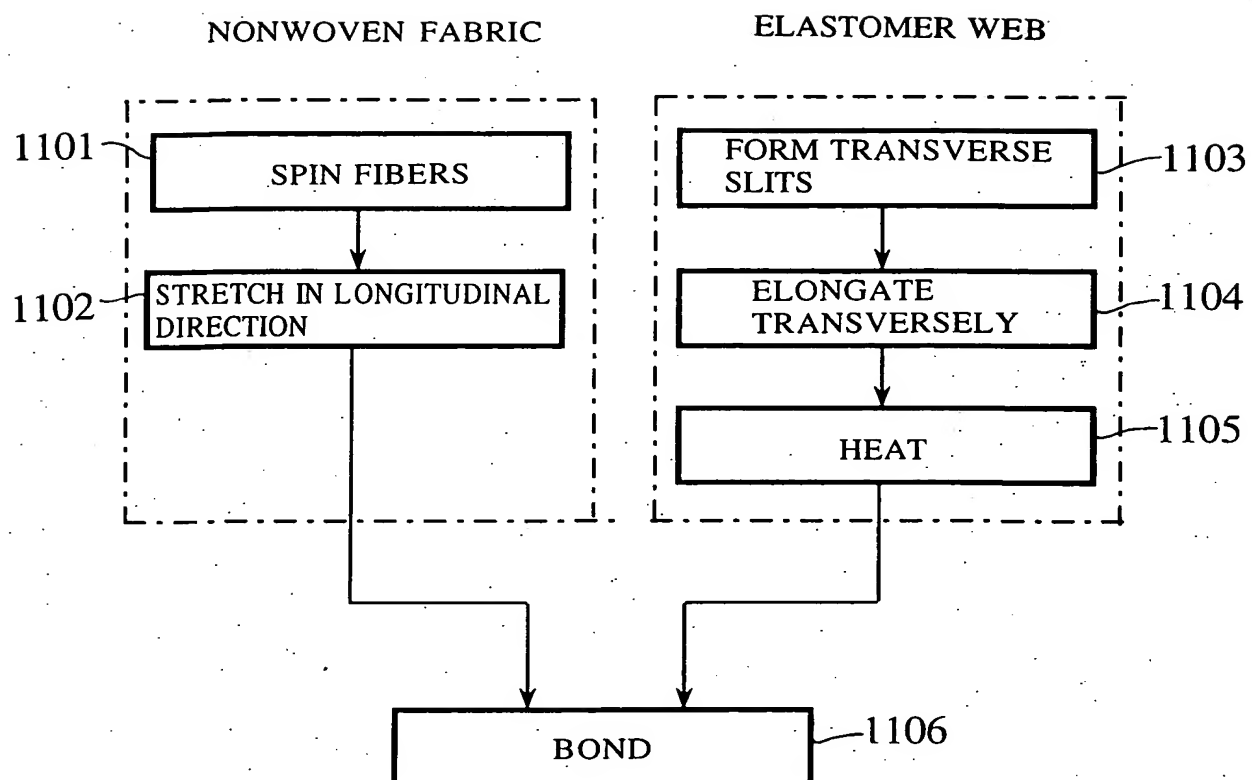 NONWOVEN FABRIC
ELASTOMER WEB
1101
SPIN FIBERS
FORM TRANSVERSE
SLITS
1103
1102
STRETCH IN LONGITUDINAL
DIRECTION
ELONGATE
TRANSVERSELY
1104
HEAT
1105
BOND
1106